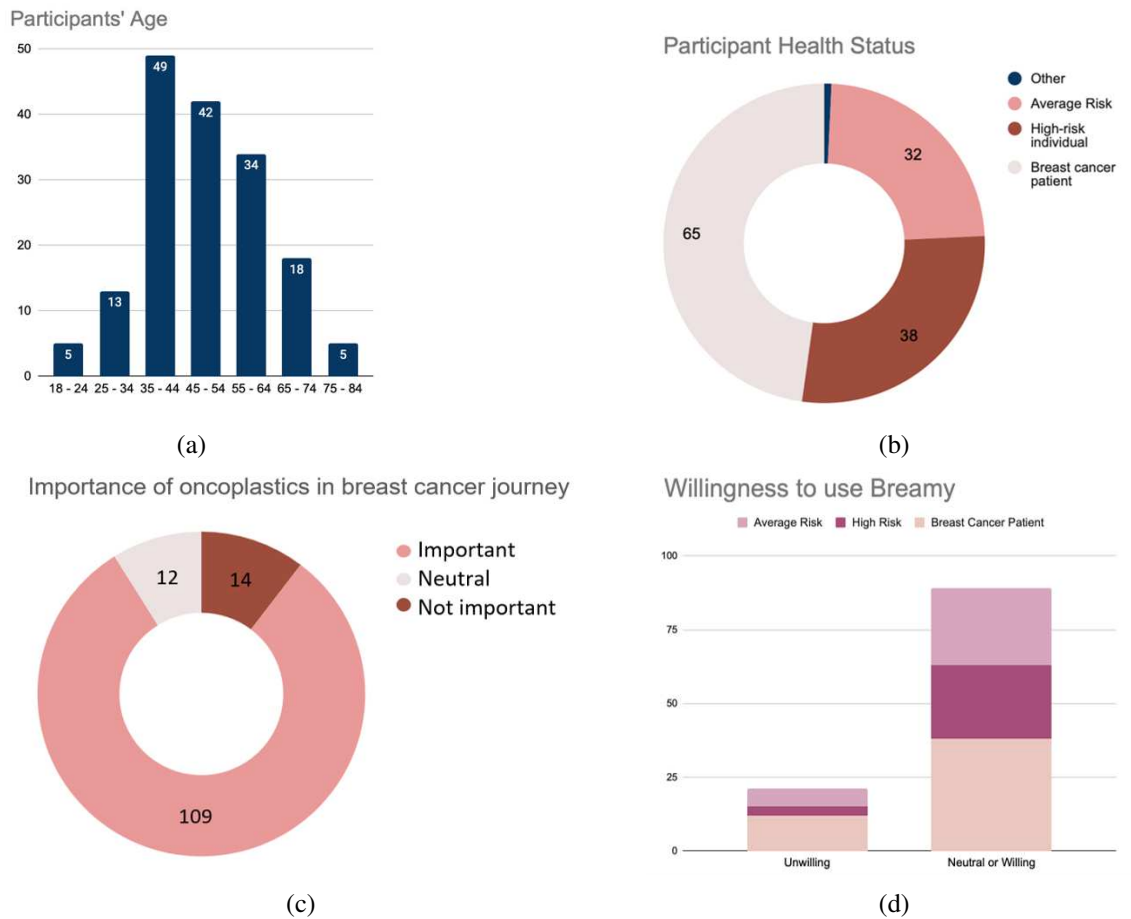 Participants' Age
50
40
30
20
10
0
5
13
49
42
34
18
5
18 - 24
25 - 34
35 - 44
45 - 54
55 - 64
65 - 74
75 - 84
(a)
Participant Health Status
Other
Average Risk
High-risk
individual
Breast cancer
patient
32
65
38
(b)
Importance of oncoplastics in breast cancer journey
Important
Neutral
Not important
12
14
109
(c)
Willingness to use Breamy
Average Risk
High Risk
Breast Cancer Patient
100
75
50
25
0
Unwilling
Neutral or Willing
(d)